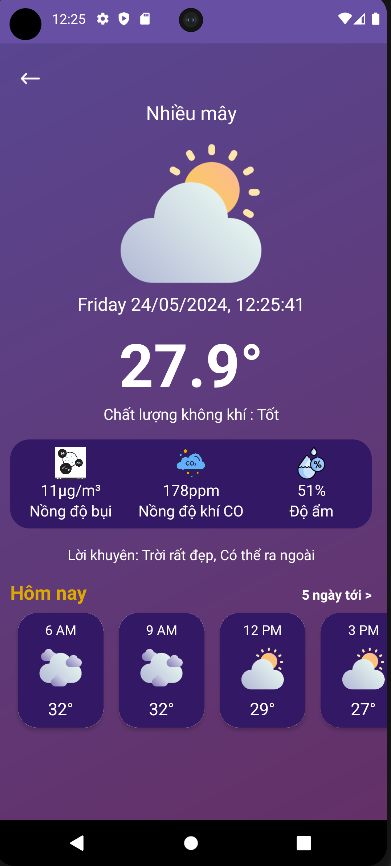 12:25
Nhiều mây
Friday 24/05/2024, 12:25:41
27.9°
Chất lượng không khí : Tốt
11µg/m³ 178ppm 51%
Nồng độ bụi Nồng độ khí CO Độ ẩm
Lời khuyên: Trời rất đẹp, Có thể ra ngoài
Hôm nay 5 ngày tới >
6 AM 9 AM 12 PM 3 PM
32° 32° 29° 27°